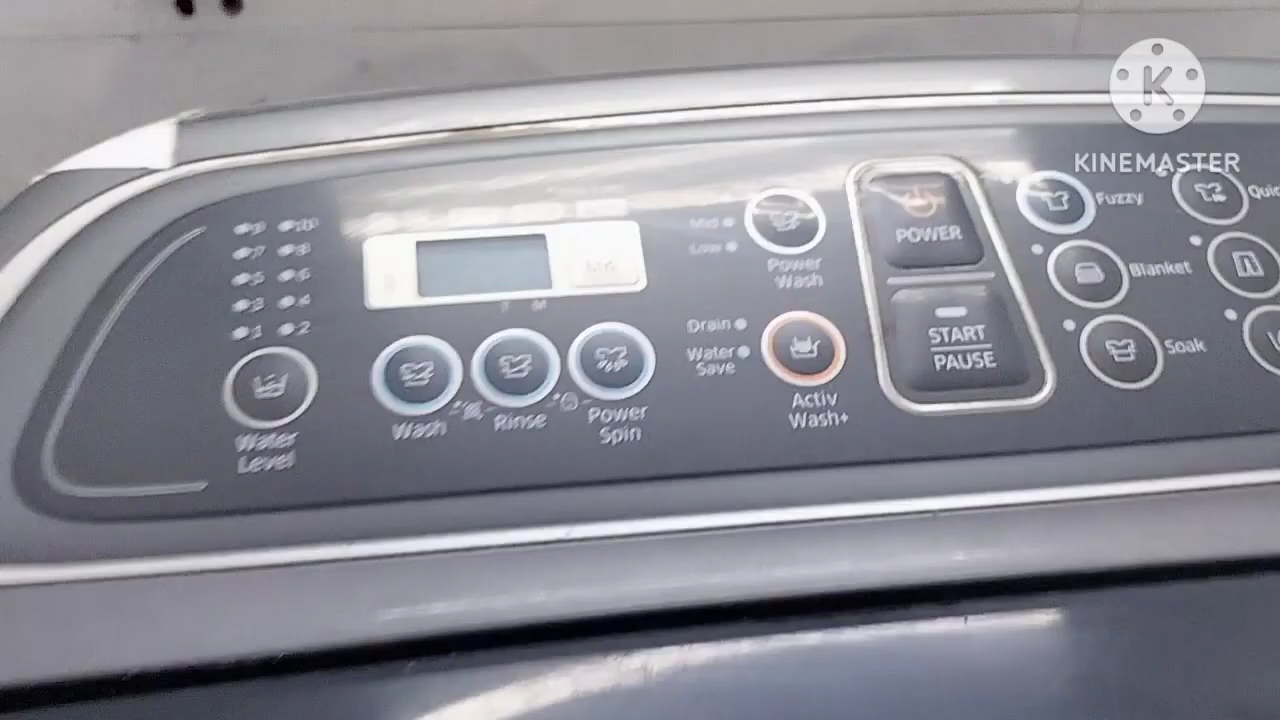 KINEMASTER
9 10
7 8
5 6
3 4
1 2
Water
Level
Wash
Rinse
Power
Spin
Mid
Low
Power
Wash
Drain
Water
Save
Activ
Wash+
POWER
START
PAUSE
Fuzzy
Blanket
Soak